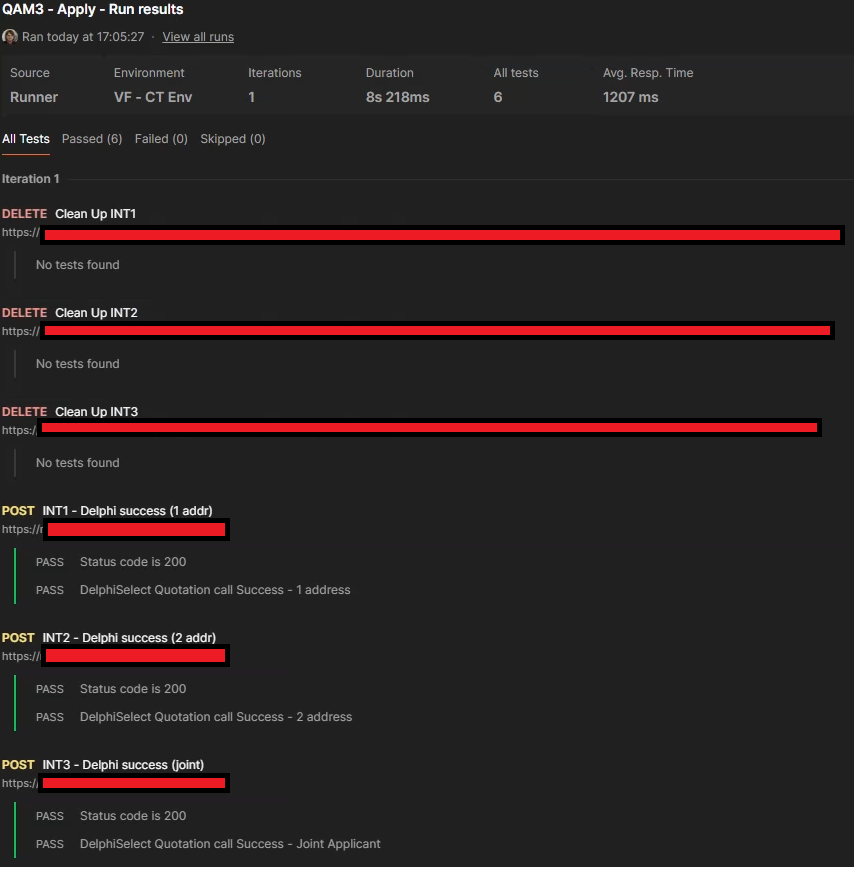 QAM3 - Apply - Run results
Ran today at 17:05:27 · View all runs
Source Environment Iterations Duration All tests Avg. Resp. Time
Runner VF - CT Env 1 8s 218ms 6 1207 ms
All Tests Passed (6) Failed (0) Skipped (0)
Iteration 1
DELETE Clean Up INT1
https://
No tests found
DELETE Clean Up INT2
https://
No tests found
DELETE Clean Up INT3
https:/
No tests found
POST INT1 - Delphi success (1 addr)
https://
PASS Status code is 200
PASS DelphiSelect Quotation call Success - 1 address
POST INT2 - Delphi success (2 addr)
https://
PASS Status code is 200
PASS DelphiSelect Quotation call Success - 2 address
POST INT3 - Delphi success (joint)
https:/
PASS Status code is 200
PASS DelphiSelect Quotation call Success - Joint Applicant